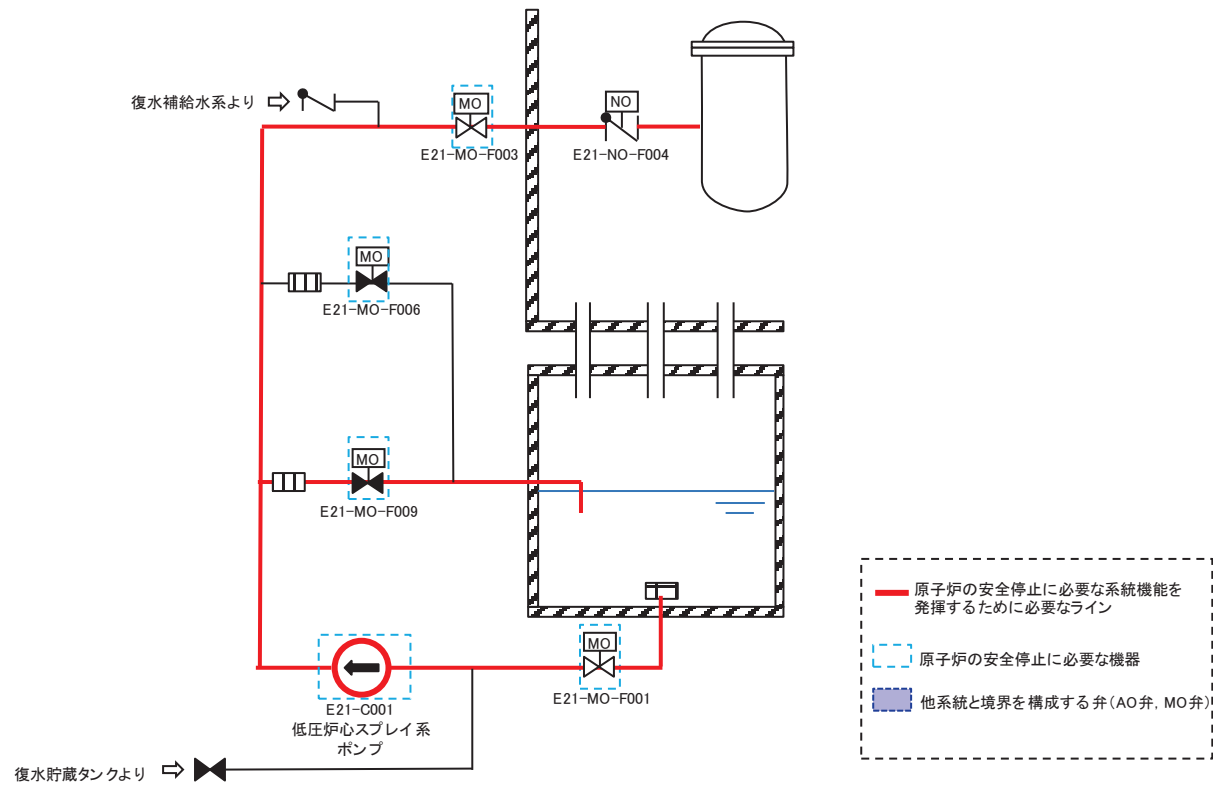 復水補給水系より
MO
E21-MO-F003
NO
E21-NO-F004
MO
E21-MO-F006
MO
E21-MO-F009
E21-C001
低圧炉心スプレイ系
ポンプ
MO
E21-MO-F001
復水貯蔵タンクより
原子炉の安全停止に必要な系統機能を
発揮するために必要なライン
原子炉の安全停止に必要な機器
他系統と境界を構成する弁(AO弁, MO弁)